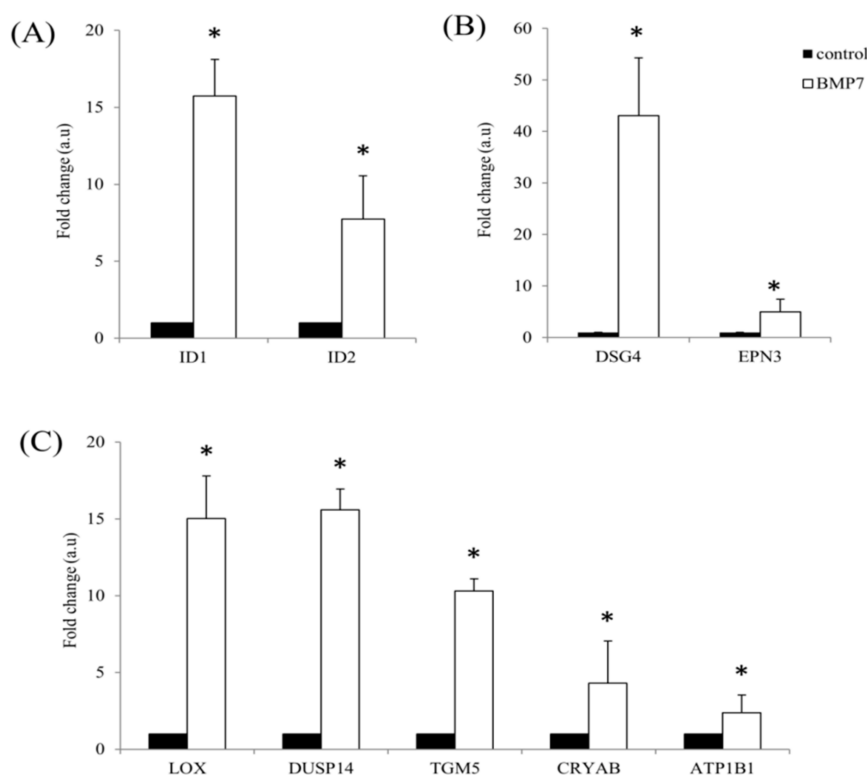 (A)
Fold change (a.u)
20
15
10
5
0
*
*
ID1 ID2
(B)
Fold change (a.u)
60
50
40
30
20
10
0
*
*
DSG4 EPN3
control
BMP7
(C)
Fold change (a.u)
20
15
10
5
0
*
*
*
*
*
LOX DUSP14 TGM5 CRYAB ATP1B1